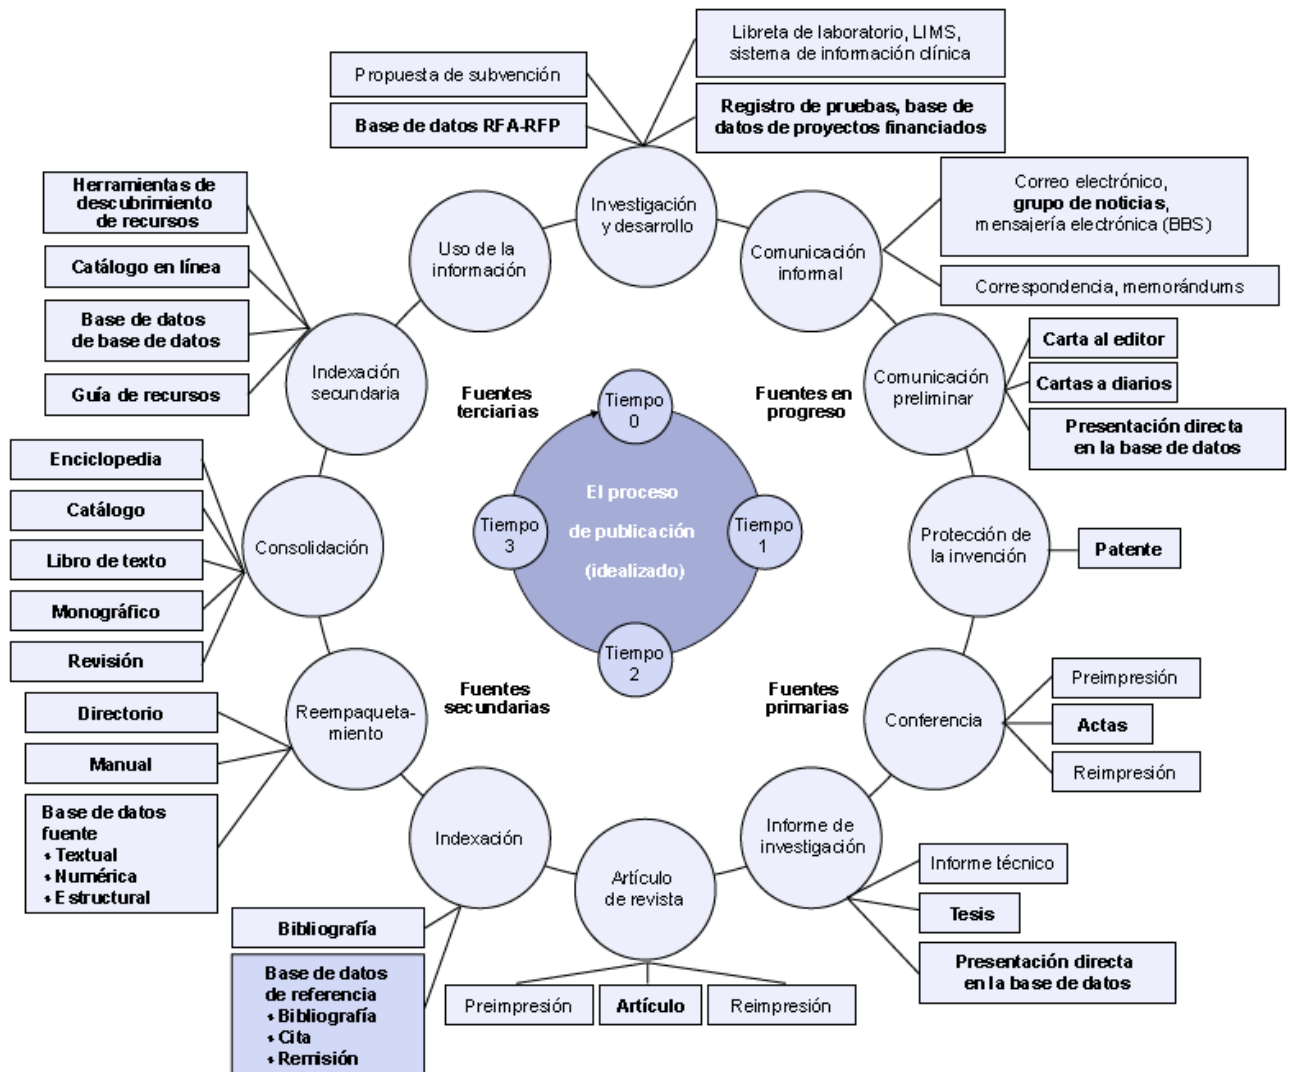 Libreta de laboratorio, LIMS,
sistema de información clínica
Propuesta de subvención
Base de datos RFA-RFP
Registro de pruebas, base de
datos de proyectos financiados
Investigación
y desarrollo
Correo electrónico,
grupo de noticias,
mensajería electrónica (BBS)
Correspondencia, memorándums
Comunicación
informal
Carta al editor
Cartas a diarios
Presentación directa
en la base de datos
Comunicación
preliminar
Protección de
la invención
Patente
Conferencia
Preimpresión
Actas
Reimpresión
Informe de
investigación
Informe técnico
Tesis
Presentación directa
en la base de datos
Artículo
de revista
Preimpresión
Artículo
Reimpresión
Indexación
Bibliografía
Base de datos
de referencia
• Bibliografía
• Cita
• Remisión
Reempaqueta-
miento
Directorio
Manual
Base de datos
fuente
• Textual
• Numérica
• Estructural
Consolidación
Enciclopedia
Catálogo
Libro de texto
Monográfico
Revisión
Indexación
secundaria
Herramientas de
descubrimiento
de recursos
Catálogo en línea
Base de datos
de base de datos
Guía de recursos
Uso de la
información
Fuentes
terciarias
Fuentes en
progreso
Fuentes
secundarias
Fuentes
primarias
Tiempo
0
Tiempo
1
Tiempo
2
Tiempo
3
El proceso
de publicación
(idealizado)